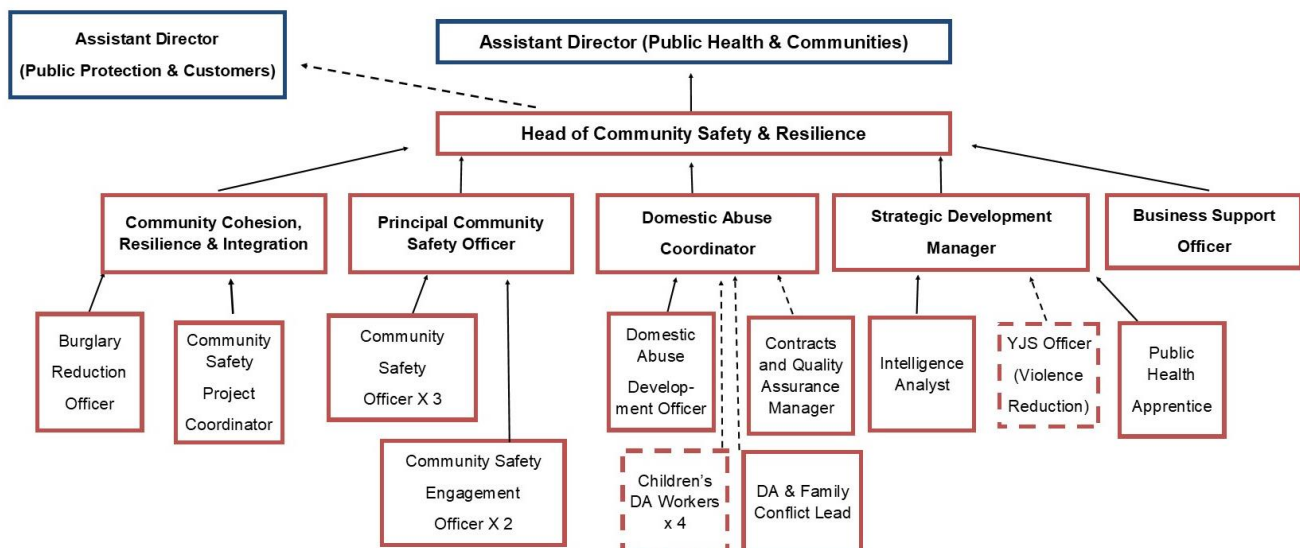 Assistant Director
(Public Protection & Customers)
Assistant Director (Public Health & Communities)
Head of Community Safety & Resilience
Community Cohesion,
Resilience & Integration
Principal Community
Safety Officer
Domestic Abuse
Coordinator
Strategic Development
Manager
Business Support
Officer
Burglary
Reduction
Officer
Community
Safety
Project
Coordinator
Community
Safety
Officer X 3
Community Safety
Engagement
Officer X 2
Domestic
Abuse
Develop-
ment Officer
Contracts
and Quality
Assurance
Manager
Children's
DA Workers
x 4
DA & Family
Conflict Lead
Intelligence
Analyst
YJS Officer
(Violence
Reduction)
Public
Health
Apprentice